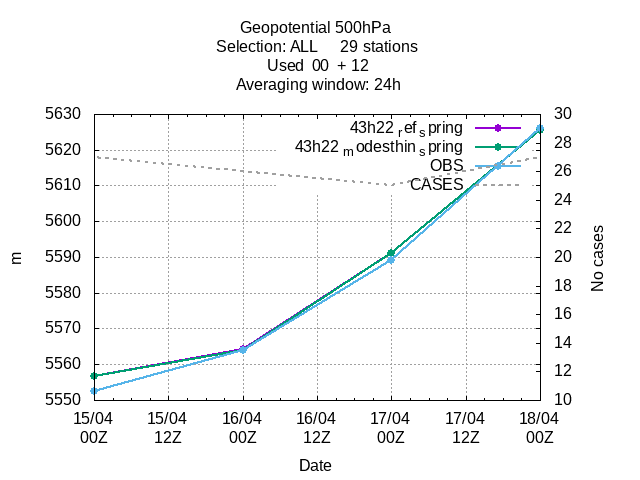 Geopotential 500hPa
Selection: ALL 29 stations
Used 00 + 12
Averaging window: 24h
5630
5620
5610
5600
5590
5580
5570
5560
5550
m
30
28
26
24
22
20
18
16
14
12
10
No cases
43h22 ref spring
43h22 modesthin spring
OBS
CASES
15/04 15/04 16/04 16/04 17/04 17/04 18/04
00Z 12Z 00Z 12Z 00Z 12Z 00Z
Date